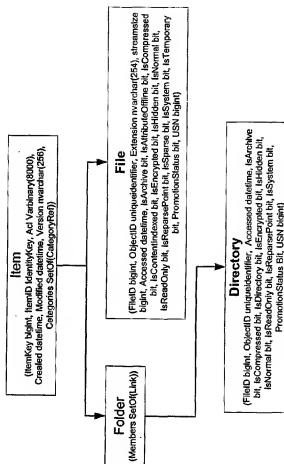 Item
(ItemKey bigint, ItemID IdentityKey, Acl Varbinary(8000),
Created datetime, Modified datetime, Version nvarchar(256),
Categories SetOf(CategoryRef))
Folder
(Members SetOf(Link))
File
(FileID bigint, ObjectID uniqueidentifier, Extension nvarchar(254), streamsize
bigint, Accessed datetime, IsArchive bit, IsAttributeOffline bit, IsCompressed
bit, IsContentIndexed bit, IsEncrypted bit, IsHidden bit, IsNormal bit,
IsReadOnly bit, IsReparsePoint bit, IsSparse bit, IsSystem bit, IsTemporary
bit, PromotionStatus bit, USN bigint)
Directory
(FileID bigint, ObjectID uniqueidentifier, Accessed datetime, IsArchive
bit, IsCompressed bit, IsDirectory bit, IsEncrypted bit, IsHidden bit,
IsNormal bit, IsReadOnly bit, IsReparsePoint bit, IsSystem bit,
PromotionStatus Bit, USN bigint)